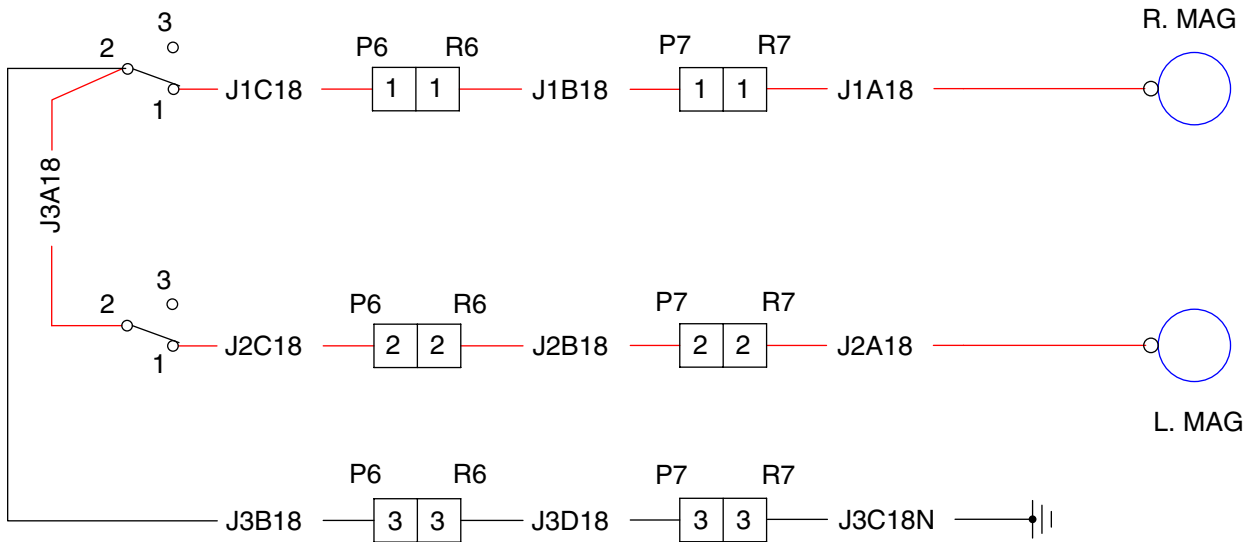 R. MAG
3
2
1
P6 R6
P7 R7
J1C18 1 1 J1B18 1 1 J1A18
J3A18
3
2
1
P6 R6
P7 R7
J2C18 2 2 J2B18 2 2 J2A18
L. MAG
P6 R6
P7 R7
J3B18 3 3 J3D18 3 3 J3C18N